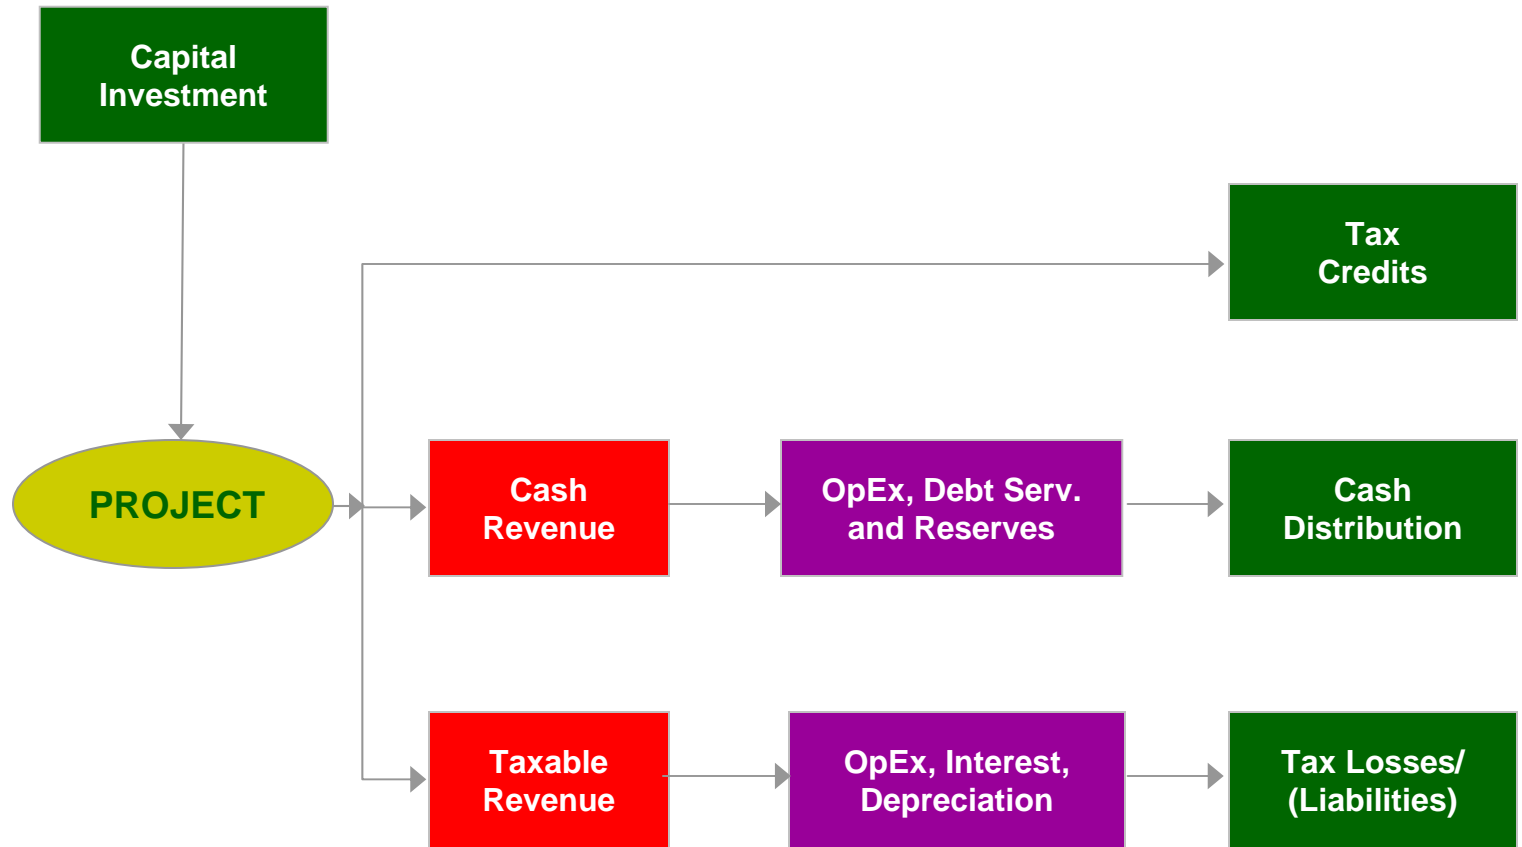 Capital
Investment
Tax
Credits
PROJECT
Cash
Revenue
OpEx, Debt Serv.
and Reserves
Cash
Distribution
Taxable
Revenue
OpEx, Interest,
Depreciation
Tax Losses/
(Liabilities)